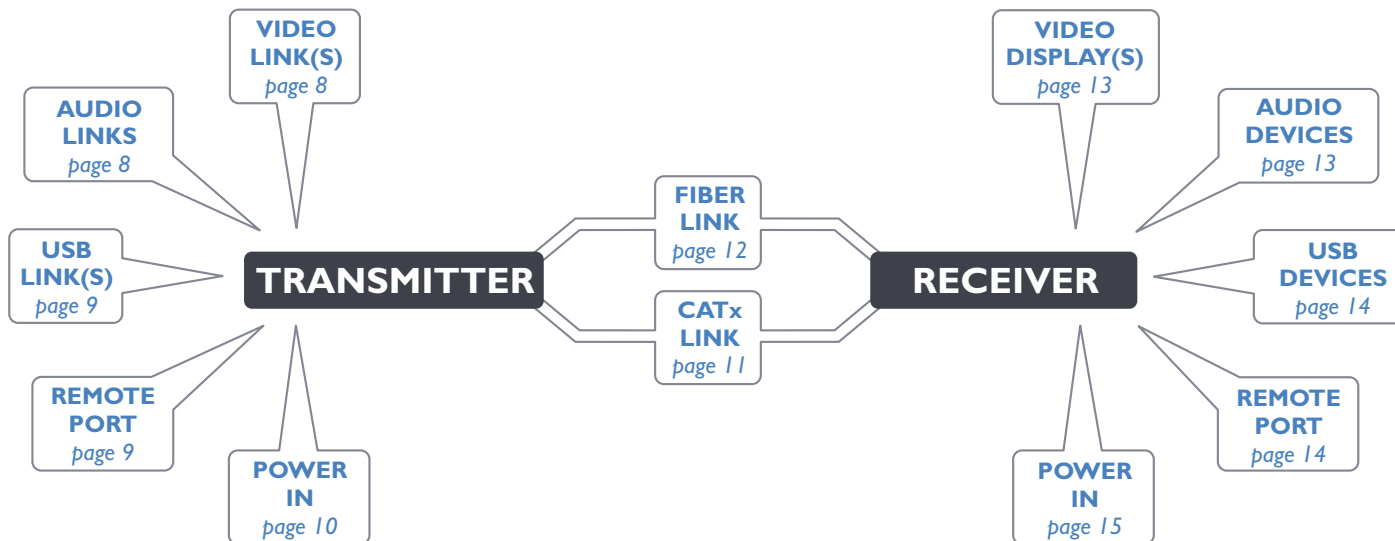 VIDEO
LINK(S)
page 8
AUDIO
LINKS
page 8
USB
LINK(S)
page 9
REMOTE
PORT
page 9
POWER
IN
page 10
TRANSMITTER
FIBER
LINK
page 12
CATx
LINK
page 11
RECEIVER
VIDEO
DISPLAY(S)
page 13
AUDIO
DEVICES
page 13
USB
DEVICES
page 14
REMOTE
PORT
page 14
POWER
IN
page 15